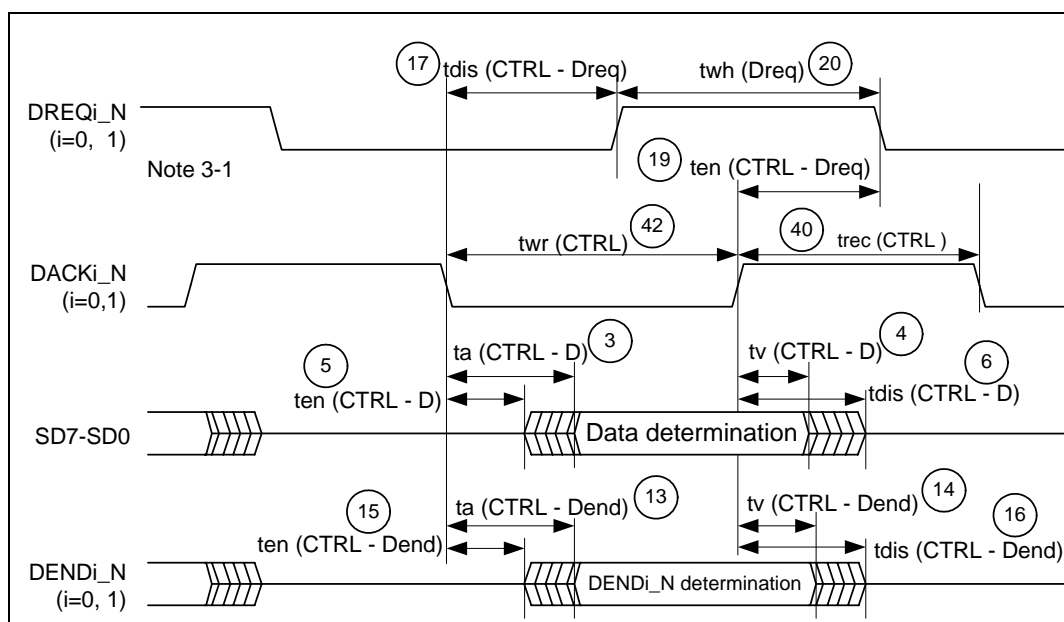 17 tdis (CTRL - Dreq) twh (Dreq) 20
DREQi_N
(i=0, 1)
Note 3-1
19 ten (CTRL - Dreq)
twr (CTRL) 42 40 trec (CTRL )
DACKi_N
(i=0,1)
5 ten (CTRL - D)
ta (CTRL - D) 3
tv (CTRL - D) 4
6 tdis (CTRL - D)
SD7-SD0 Data determination
15 ten (CTRL - Dend)
ta (CTRL - Dend) 13
tv (CTRL - Dend) 14
16 tdis (CTRL - Dend)
DENDi_N DENDi_N determination
(i=0, 1)